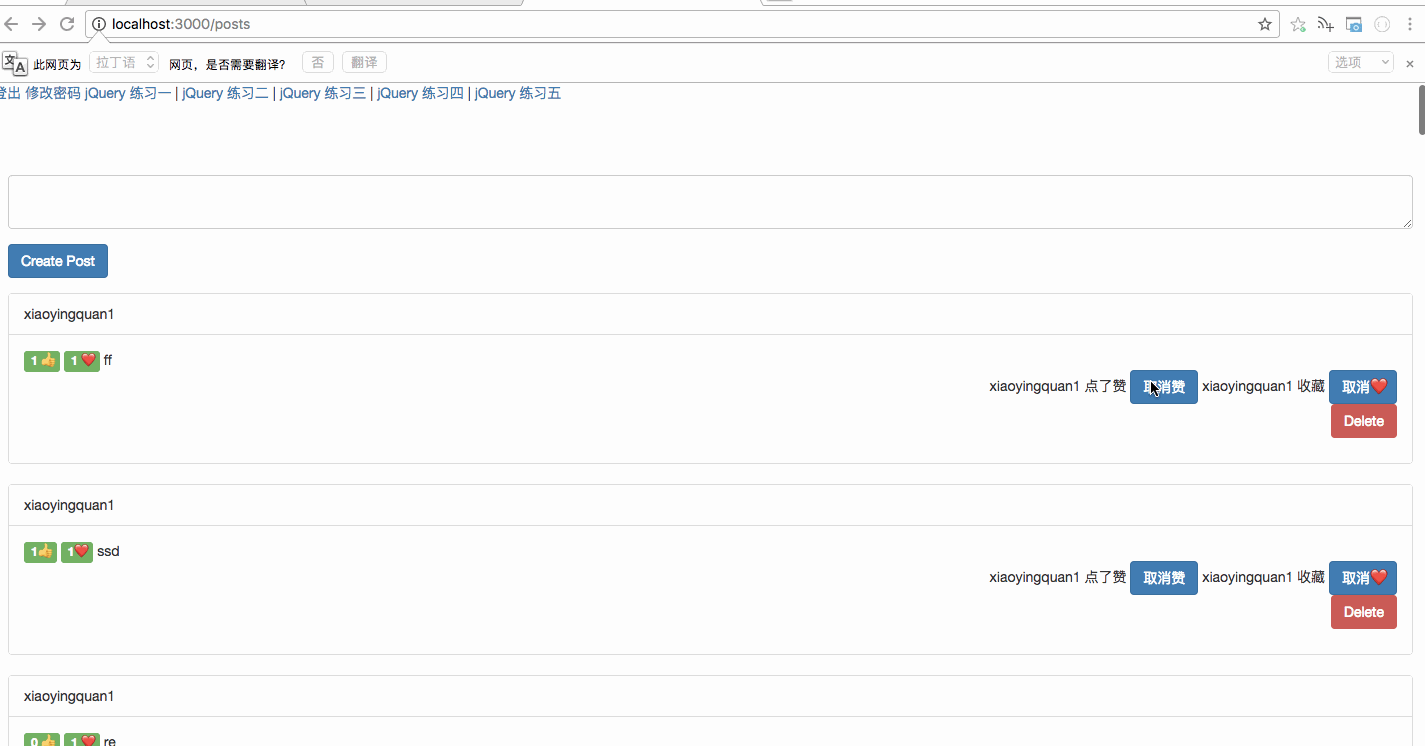 localhost:3000/posts
此网页为 拉丁语 网页，是否需要翻译? 否 翻译 选项 ×
登出 修改密码 jQuery 练习一 | jQuery 练习二 | jQuery 练习三 | jQuery 练习四 | jQuery 练习五
Create Post
xiaoyingquan1
1👍 1❤️ ff
xiaoyingquan1 点了赞 取消赞 xiaoyingquan1 收藏 取消❤️
Delete
xiaoyingquan1
1👍 1❤️ ssd
xiaoyingquan1 点了赞 取消赞 xiaoyingquan1 收藏 取消❤️
Delete
xiaoyingquan1
0👍 1❤️ re